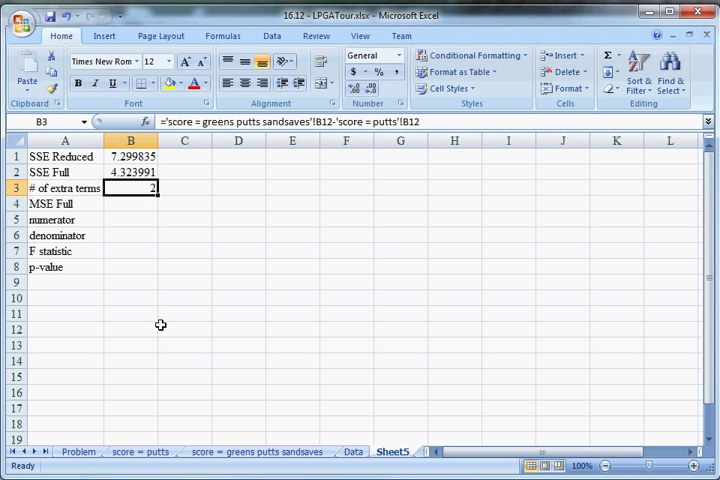 16.12 - LPGATour.xlsx - Microsoft Excel
Home Insert Page Layout Formulas Data Review View Team
Paste
Times New Rom 12 A A
B I U A
General
$ % ,
.0 .00 .00 .0
Conditional Formatting
Format as Table
Cell Styles
Insert
Delete
Format
Σ
Sort & Filter
Find & Select
Clipboard Font Alignment Number Styles Cells Editing
B3 fx ='score = greens putts sandsaves'!B12-'score = putts'!B12
A B C D E F G H I J K L
1 SSE Reduced 7.299835
2 SSE Full 4.323991
3 # of extra terms 2
4 MSE Full
5 numerator
6 denominator
7 F statistic
8 p-value
9
10
11
12
13
14
15
16
17
18
19
Problem score = putts score = greens putts sandsaves Data Sheet5
Ready 100%